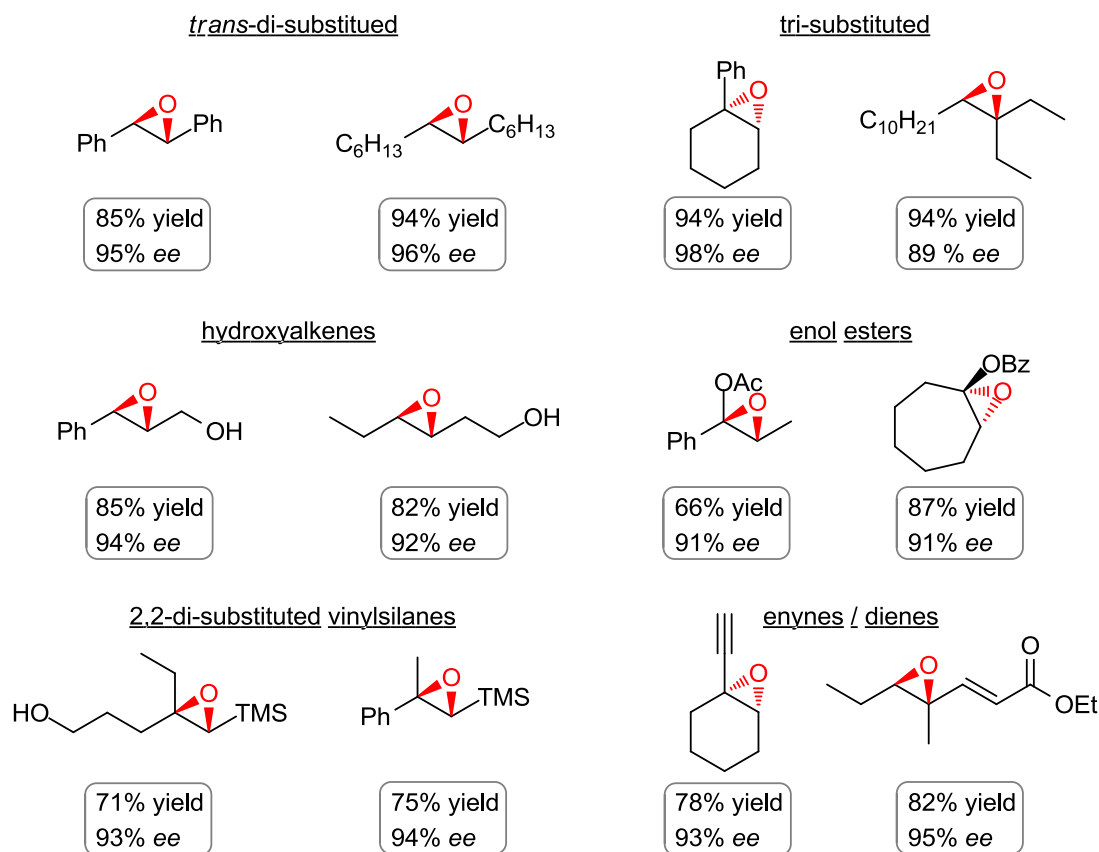 trans-di-substitued
tri-substituted
Ph
O
Ph
C6H13
O
C6H13
Ph
O
C10H21
O
85% yield
95% ee
94% yield
96% ee
94% yield
98% ee
94% yield
89 % ee
hydroxyalkenes
enol esters
Ph
O
OH
O
OH
OAc
O
Ph
OBz
O
85% yield
94% ee
82% yield
92% ee
66% yield
91% ee
87% yield
91% ee
2,2-di-substituted vinylsilanes
enynes / dienes
HO
O
TMS
Ph
O
TMS
O
O
O
OEt
71% yield
93% ee
75% yield
94% ee
78% yield
93% ee
82% yield
95% ee